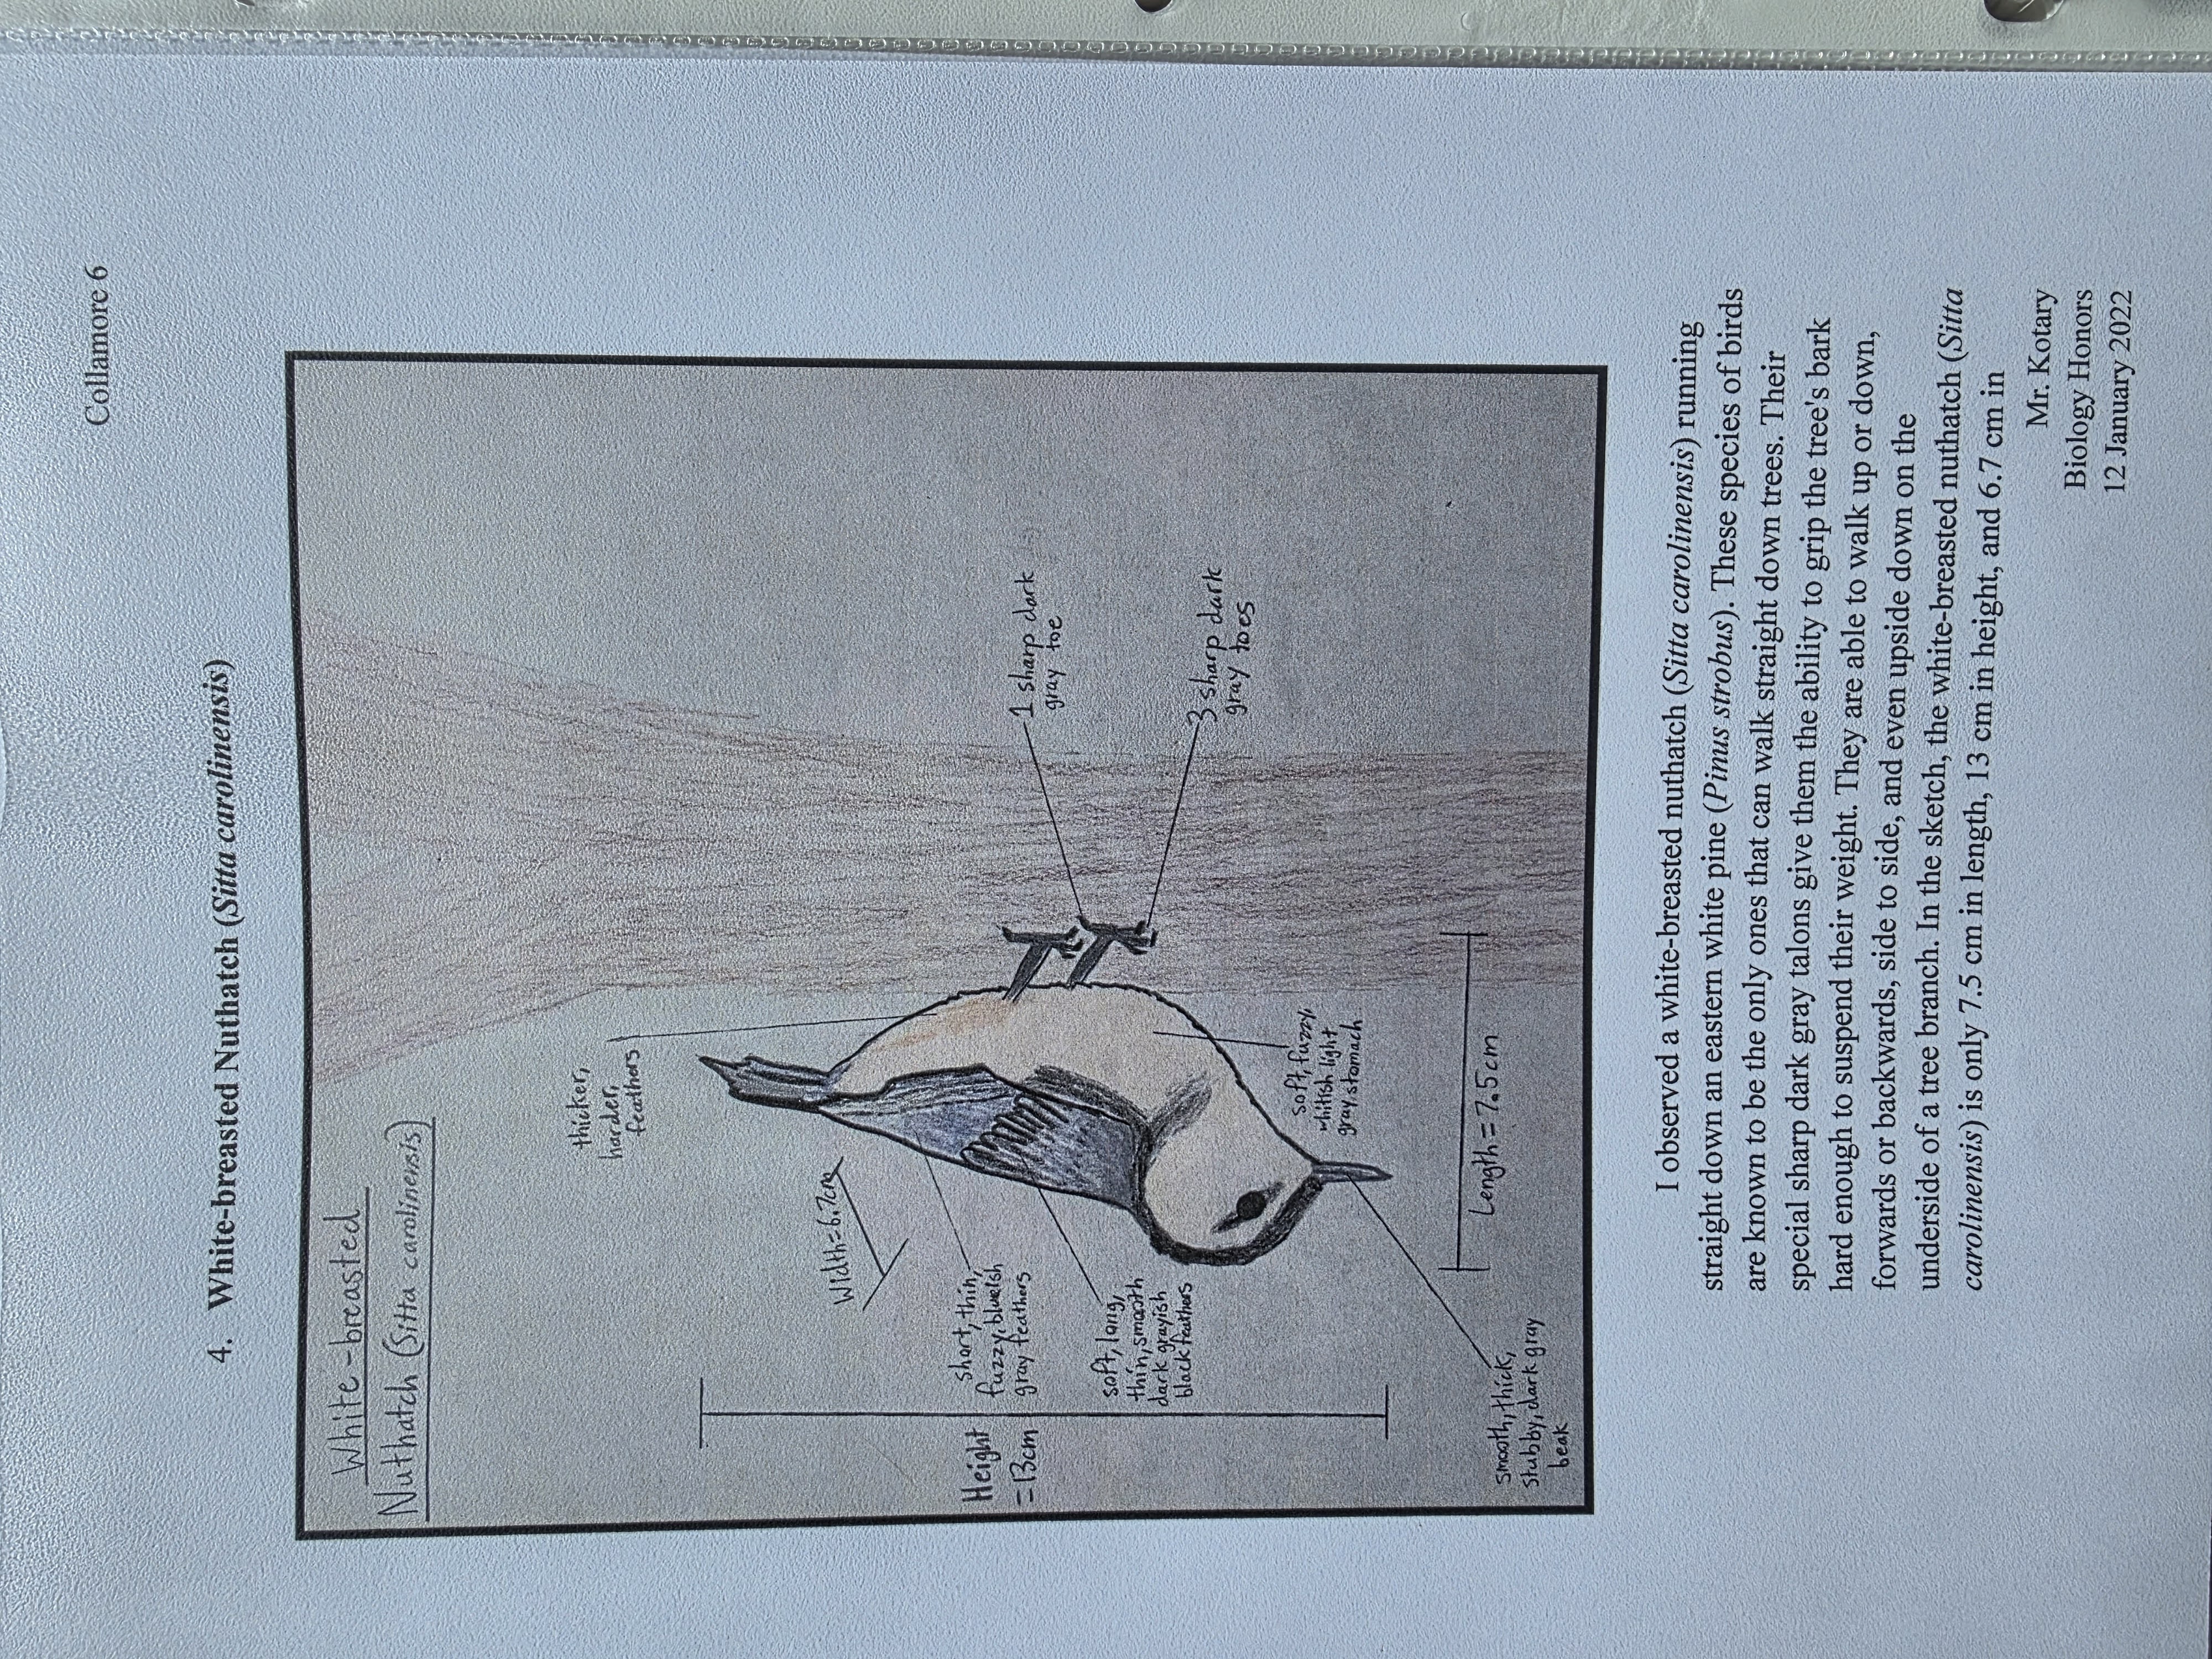 Collamore 6
4. White-breasted Nuthatch (Sitta carolinensis)
White-breasted
Nuthatch (Sitta carolinensis)
thicker,
harder,
feathers
Width=6.7cm
Height
=13cm
short, thin,
fuzzy, blueish
gray feathers
soft, long,
thin, smooth
dark grayish
black feathers
1 sharp dark
gray toe
3 sharp dark
gray toes
soft, fuzzy,
whitish light
gray stomach
Length=7.5cm
smooth, thick,
stubby, dark gray
beak
I observed a white-breasted nuthatch (Sitta carolinensis) running
straight down an eastern white pine (Pinus strobus). These species of birds
are known to be the only ones that can walk straight down trees. Their
special sharp dark gray talons give them the ability to grip the tree's bark
hard enough to suspend their weight. They are able to walk up or down,
forwards or backwards, side to side, and even upside down on the
underside of a tree branch. In the sketch, the white-breasted nuthatch (Sitta
carolinensis) is only 7.5 cm in length, 13 cm in height, and 6.7 cm in
Mr. Kotary
Biology Honors
12 January 2022